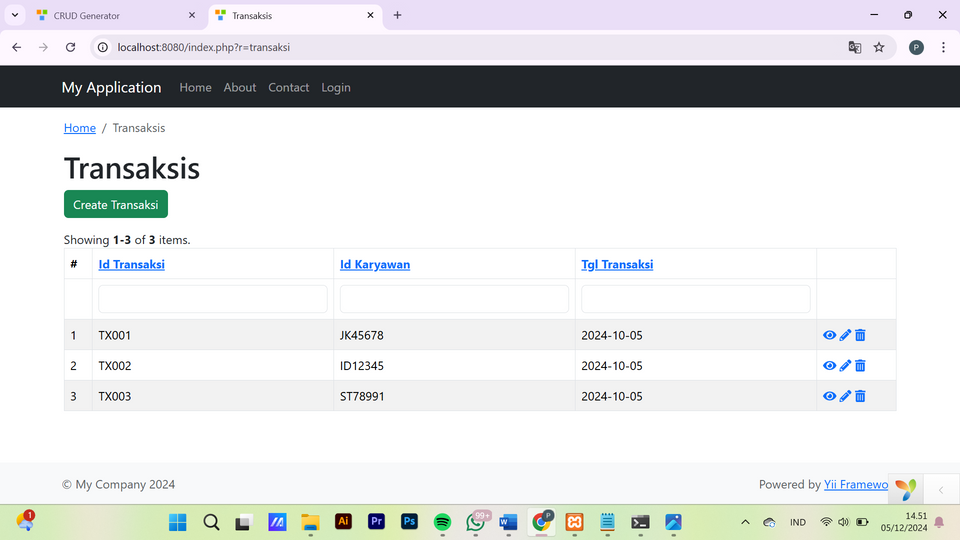 CRUD Generator
Transaksis
localhost:8080/index.php?r=transaksi
P
My Application Home About Contact Login
Home / Transaksis
Transaksis
Create Transaksi
Showing 1-3 of 3 items.
# Id Transaksi Id Karyawan Tgl Transaksi
1 TX001 JK45678 2024-10-05
2 TX002 ID12345 2024-10-05
3 TX003 ST78991 2024-10-05
© My Company 2024
Powered by Yii Framewo
1
Ai
Pr
Ps
99+
W
P
IND
14.51
05/12/2024